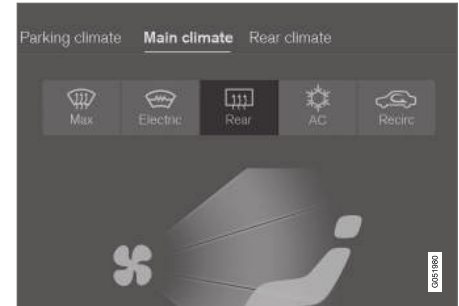 Parking climate Main climate Rear climate
Max Electric Rear AC Recirc
G051980